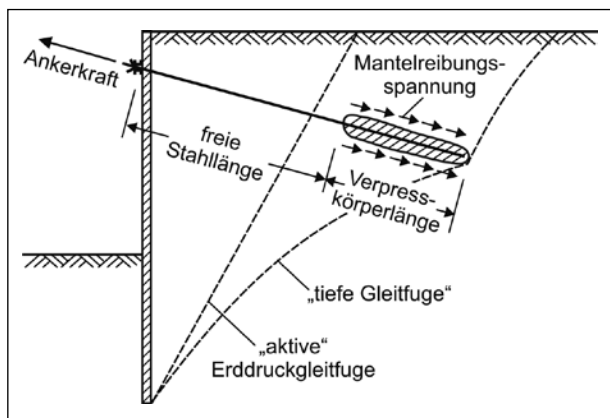 Ankerkraft
Mantelreibungs-
spannung
freie
Stahllänge
Verpress-
körperlänge
„tiefe Gleitfuge“
„aktive“
Erddruckgleitfuge